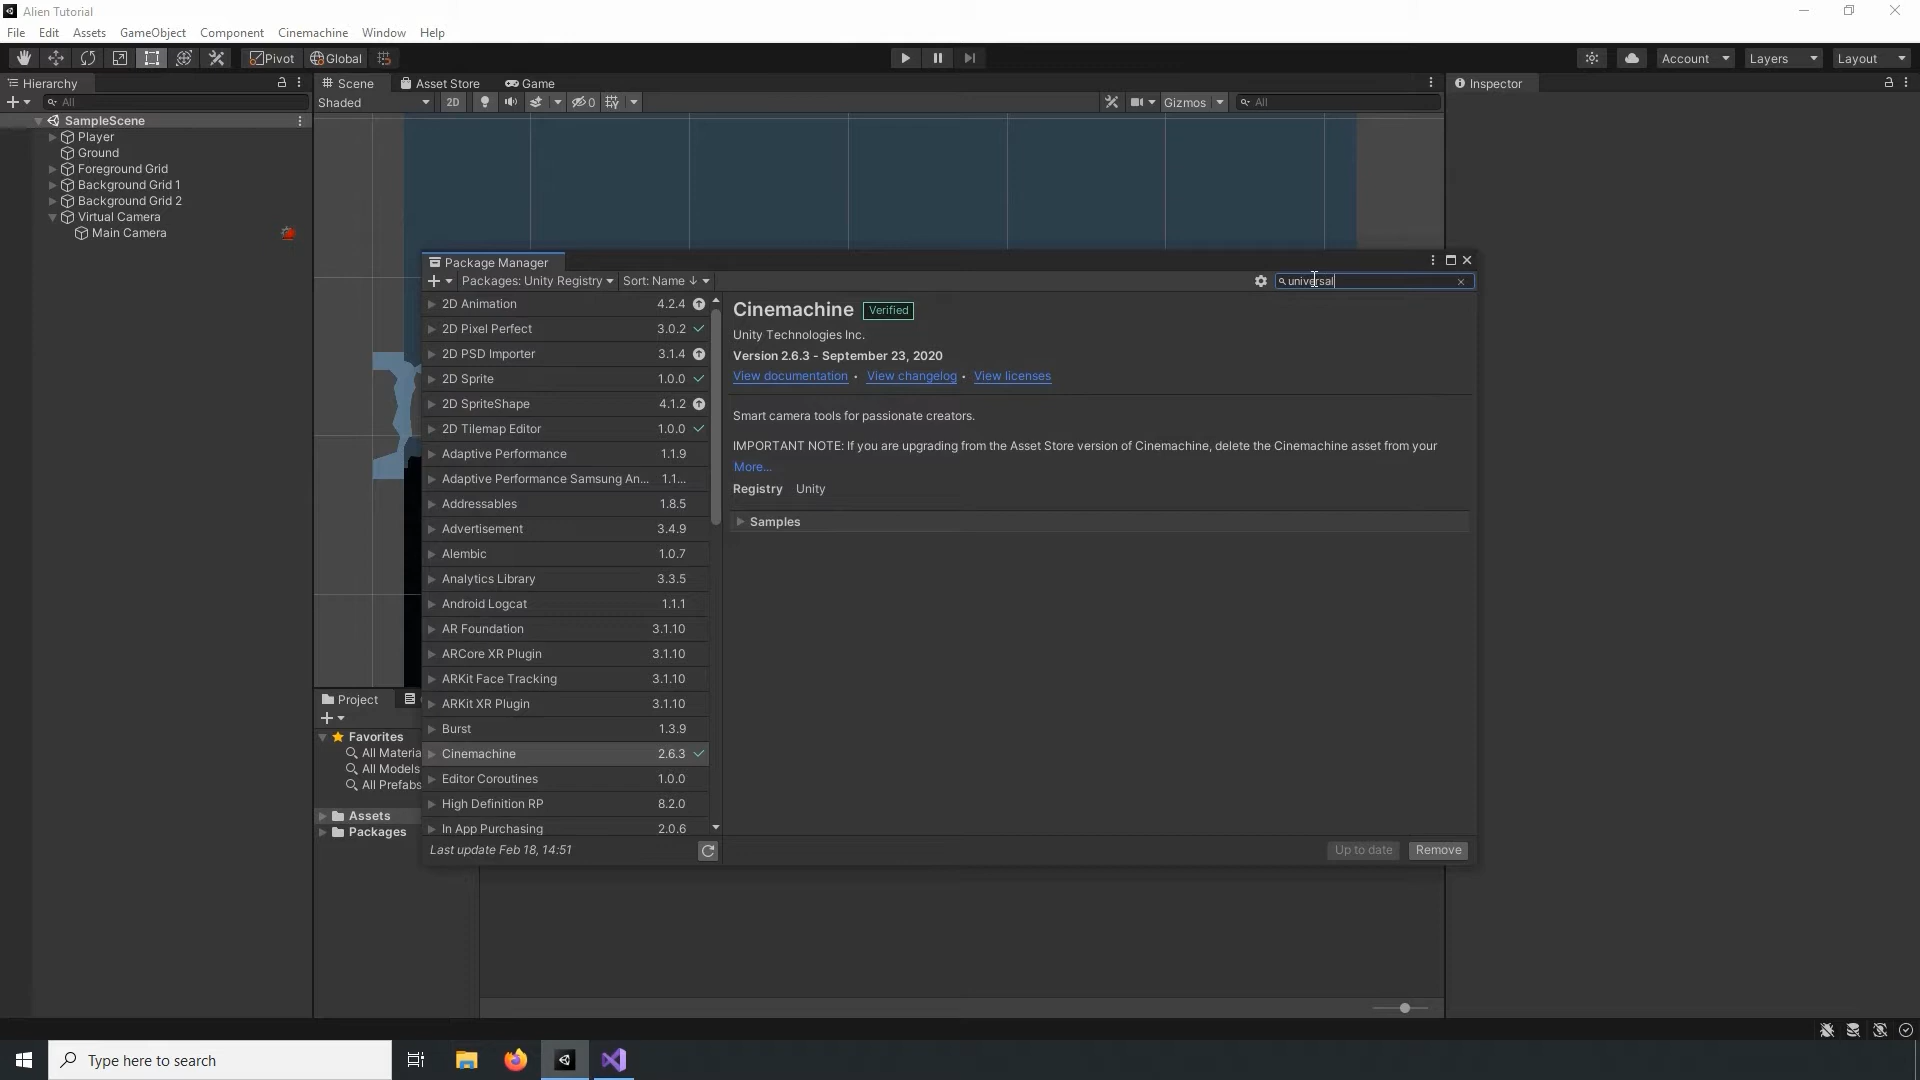 Alien Tutorial
File Edit Assets GameObject Component Cinemachine Window Help
Pivot Global Account Layers Layout
Hierarchy Scene Asset Store Game Inspector
All Shaded 2D 0 Gizmos All
SampleScene
Player
Ground
Foreground Grid
Background Grid 1
Background Grid 2
Virtual Camera
Main Camera
Package Manager
Packages: Unity Registry Sort: Name ↓ universal
2D Animation 4.2.4
2D Pixel Perfect 3.0.2
2D PSD Importer 3.1.4
2D Sprite 1.0.0
2D SpriteShape 4.1.2
2D Tilemap Editor 1.0.0
Adaptive Performance 1.1.9
Adaptive Performance Samsung An... 1.1...
Addressables 1.8.5
Advertisement 3.4.9
Alembic 1.0.7
Analytics Library 3.3.5
Android Logcat 1.1.1
AR Foundation 3.1.10
ARCore XR Plugin 3.1.10
ARKit Face Tracking 3.1.10
ARKit XR Plugin 3.1.10
Burst 1.3.9
Cinemachine 2.6.3
Editor Coroutines 1.0.0
High Definition RP 8.2.0
In App Purchasing 2.0.6
Last update Feb 18, 14:51
Cinemachine Verified
Unity Technologies Inc.
Version 2.6.3 - September 23, 2020
View documentation • View changelog • View licenses
Smart camera tools for passionate creators.
IMPORTANT NOTE: If you are upgrading from the Asset Store version of Cinemachine, delete the Cinemachine asset from your
More...
Registry Unity
Samples
Up to date Remove
Project
Favorites
All Materia
All Models
All Prefabs
Assets
Packages
Type here to search